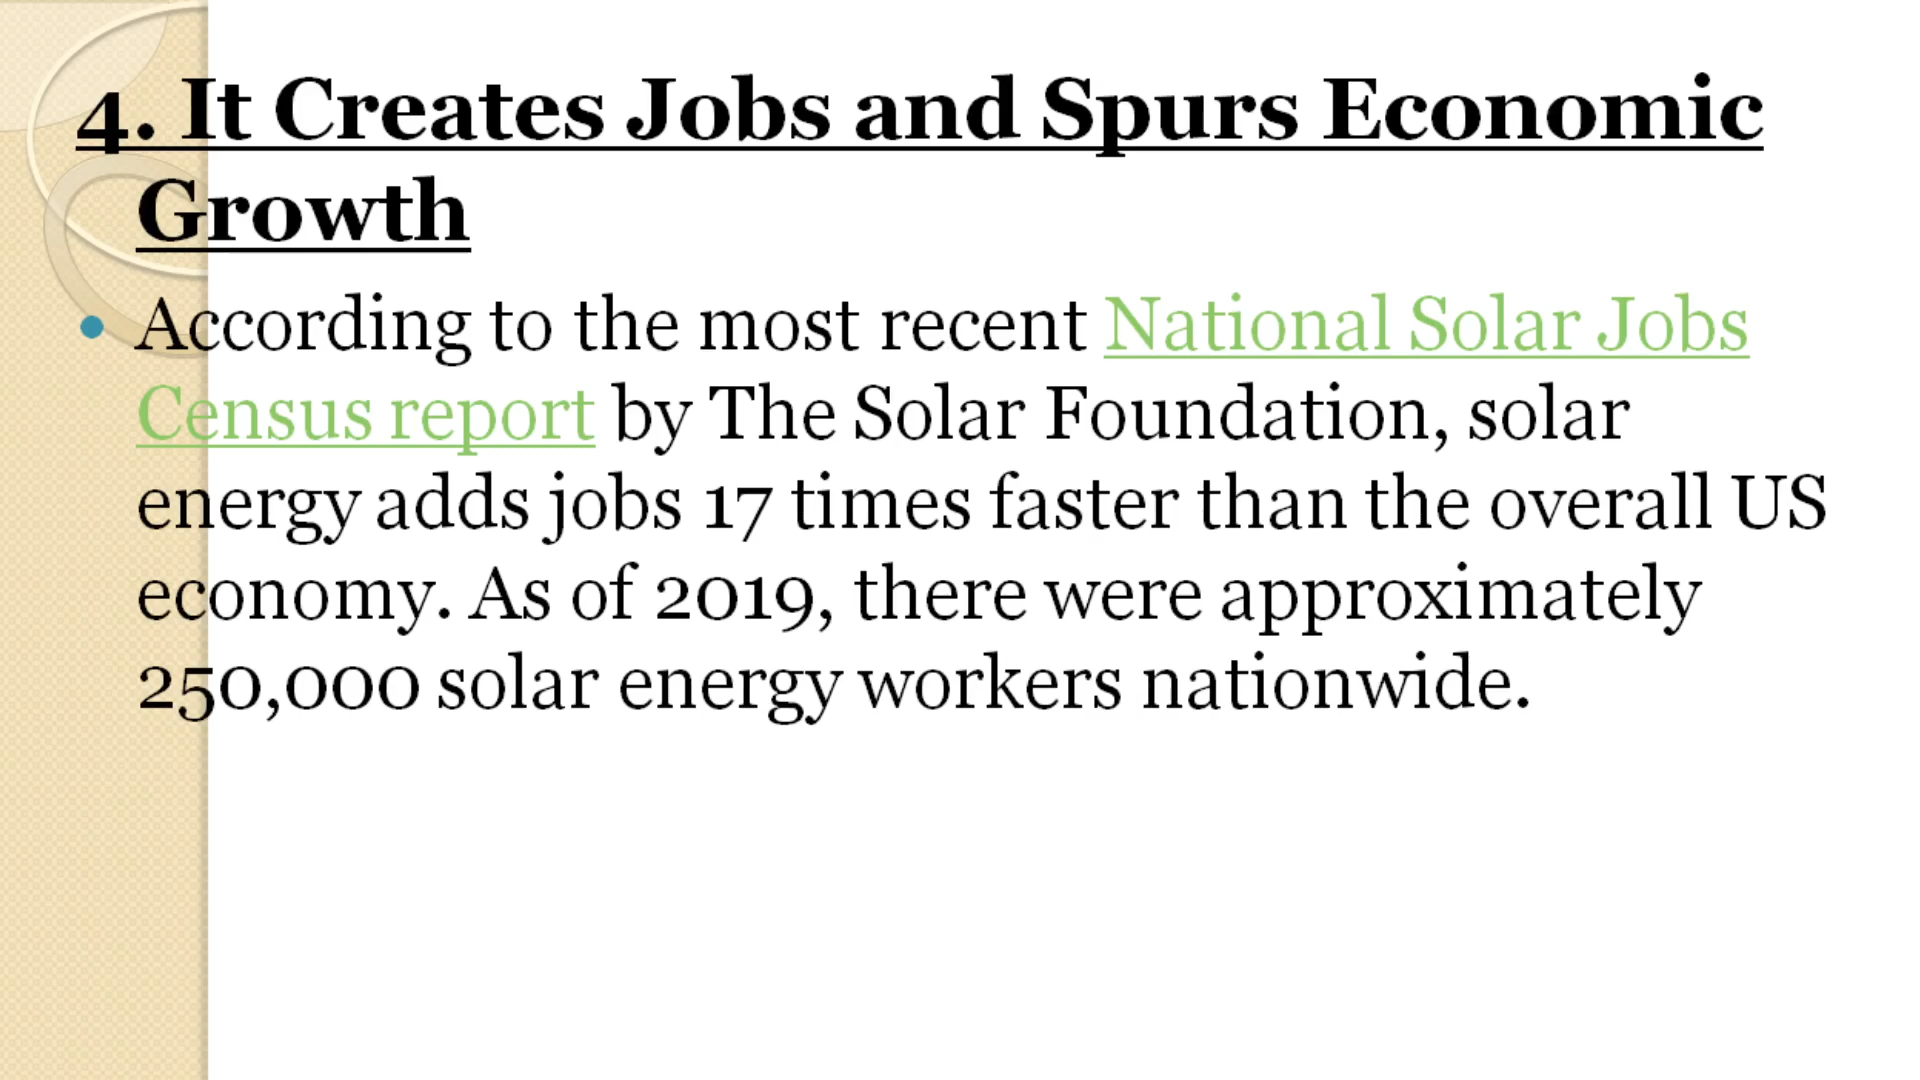 4. It Creates Jobs and Spurs Economic
Growth
According to the most recent National Solar Jobs
Census report by The Solar Foundation, solar
energy adds jobs 17 times faster than the overall US
economy. As of 2019, there were approximately
250,000 solar energy workers nationwide.